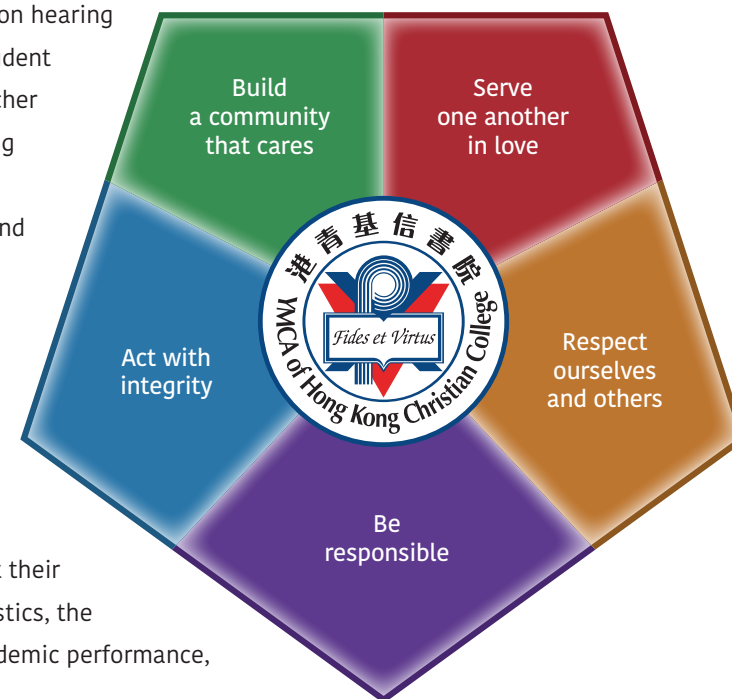 on hearing
Build
a community
that cares
Serve
one another
in love
nd
港青基信書院
YMCA of Hong Kong Christian College
Fides et Virtus
Act with
integrity
Respect
ourselves
and others
Be
responsible
their
stics, the
demic performance,